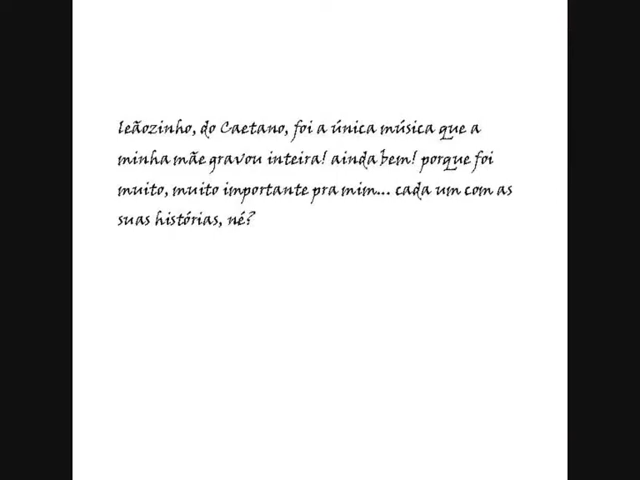 leãozinho, do Caetano, foi a única música que a
minha mãe gravou inteira! ainda bem! porque foi
muito, muito importante pra mim... cada um com as
suas histórias, né?